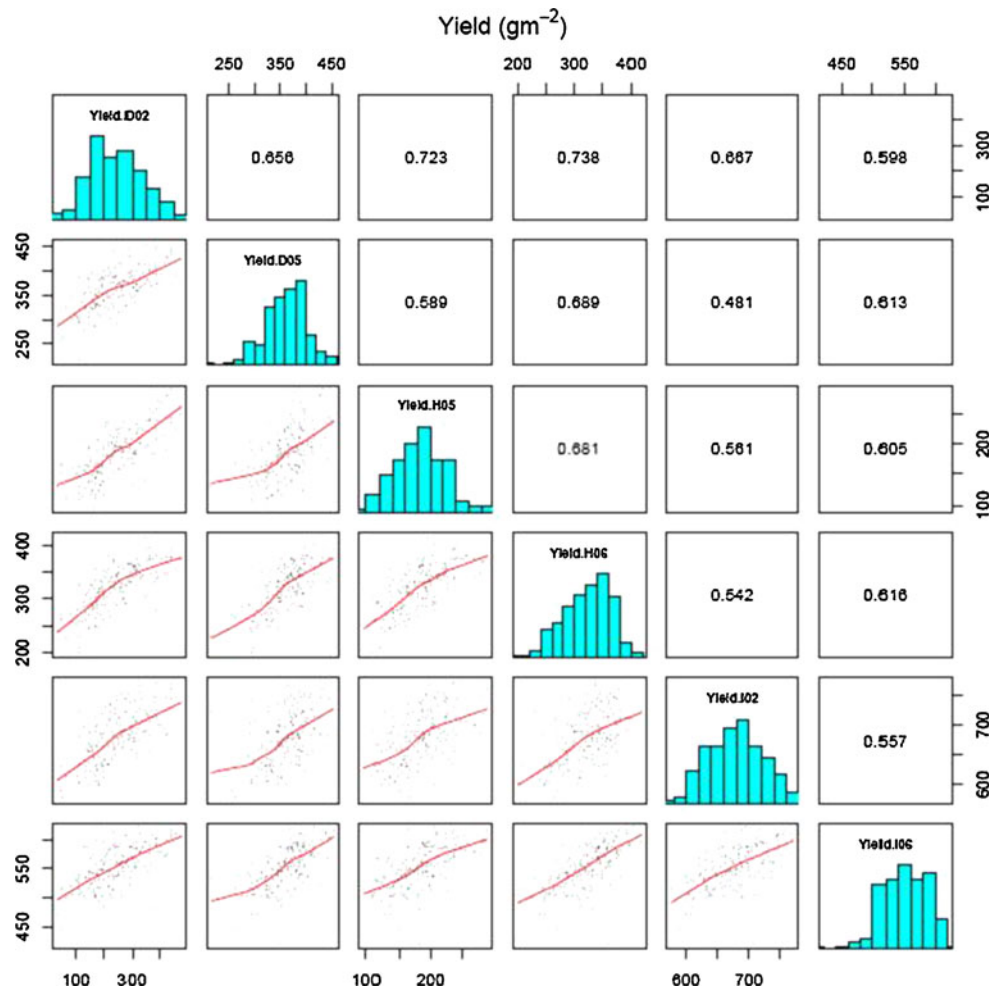 Yield (gm⁻²)
250 350 450 200 300 400 450 550
Yield.D02
0.656 0.723 0.738 0.667 0.598
100 300
250 350 450
Yield.D05
0.589 0.689 0.481 0.613
Yield.H05
0.681 0.561 0.605
100 200
200 300 400
Yield.H06
0.542 0.616
Yield.I02
0.557
600 700
450 550
Yield.I06
100 300 100 200 600 700